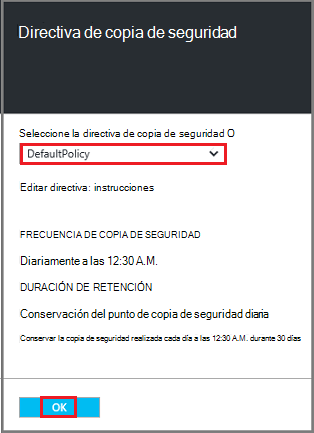 Directiva de copia de seguridad
Seleccione la directiva de copia de seguridad O
DefaultPolicy
Editar directiva: instrucciones
FRECUENCIA DE COPIA DE SEGURIDAD
Diariamente a las 12:30 A.M.
DURACIÓN DE RETENCIÓN
Conservación del punto de copia de seguridad diaria
Conservar la copia de seguridad realizada cada día a las 12:30 A.M. durante 30 días
OK